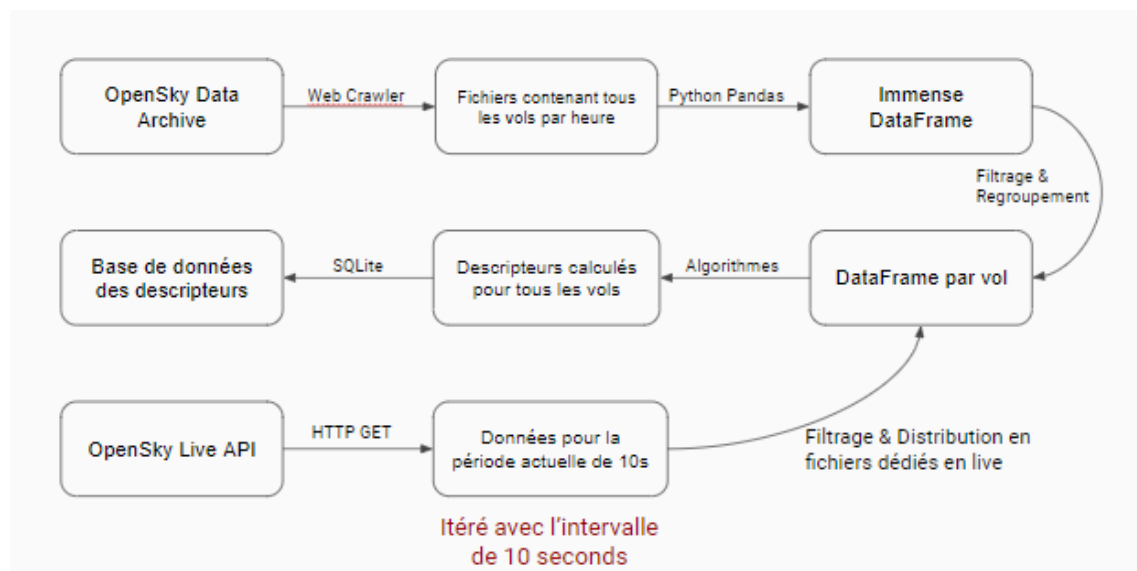 OpenSky Data
Archive
Web Crawler
Fichiers contenant tous
les vols par heure
Python Pandas
Immense
DataFrame
Filtrage &
Regroupement
Base de données
des descripteurs
SQLite
Descripteurs calculés
pour tous les vols
Algorithmes
DataFrame par vol
OpenSky Live API
HTTP GET
Données pour la
période actuelle de 10s
Filtrage & Distribution en
fichiers dédiés en live
Itéré avec l'intervalle
de 10 seconds